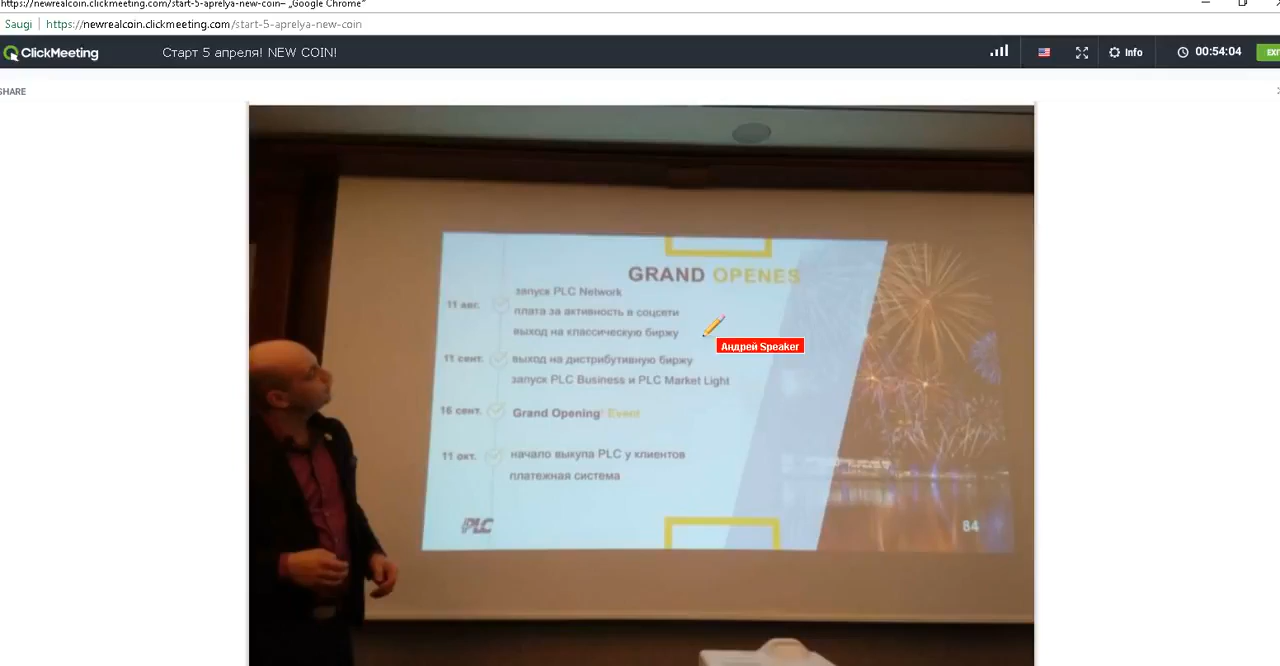 https://newrealcoin.clickmeeting.com/start-5-aprelya-new-coin– „Google Chrome“
Saugi
https://newrealcoin.clickmeeting.com/start-5-aprelya-new-coin
ClickMeeting
Старт 5 апреля! NEW COIN!
Info
00:54:04
EXI
SHARE
GRAND OPENES
11 авг.
запуск PLC Network
плата за активность в соцсети
выход на классическую биржу
Андрей Speaker
11 сент.
выход на дистрибутивную биржу
запуск PLC Business и PLC Market Light
16 сент.
Grand Opening! Event
11 окт.
начало выкупа PLC у клиентов
платежная система
PLC
84